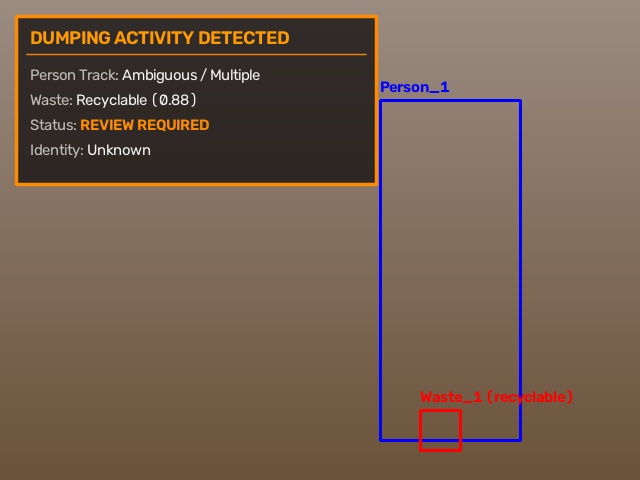 DUMPING ACTIVITY DETECTED
Person Track: Ambiguous / Multiple
Waste: Recyclable (0.88)
Status: REVIEW REQUIRED
Identity: Unknown
Person_1
Waste_1 (recyclable)